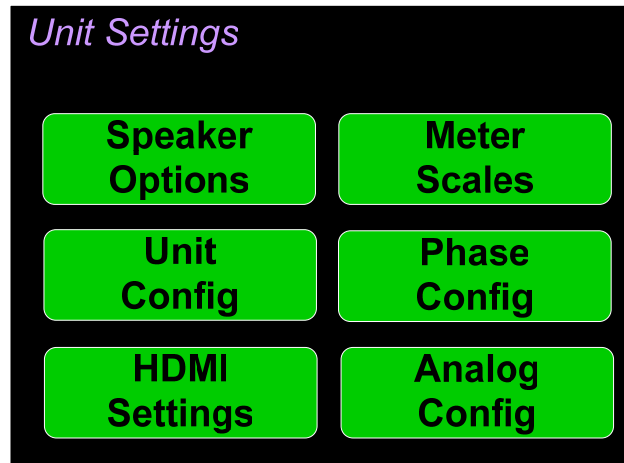 Unit Settings
Speaker
Options
Meter
Scales
Unit
Config
Phase
Config
HDMI
Settings
Analog
Config